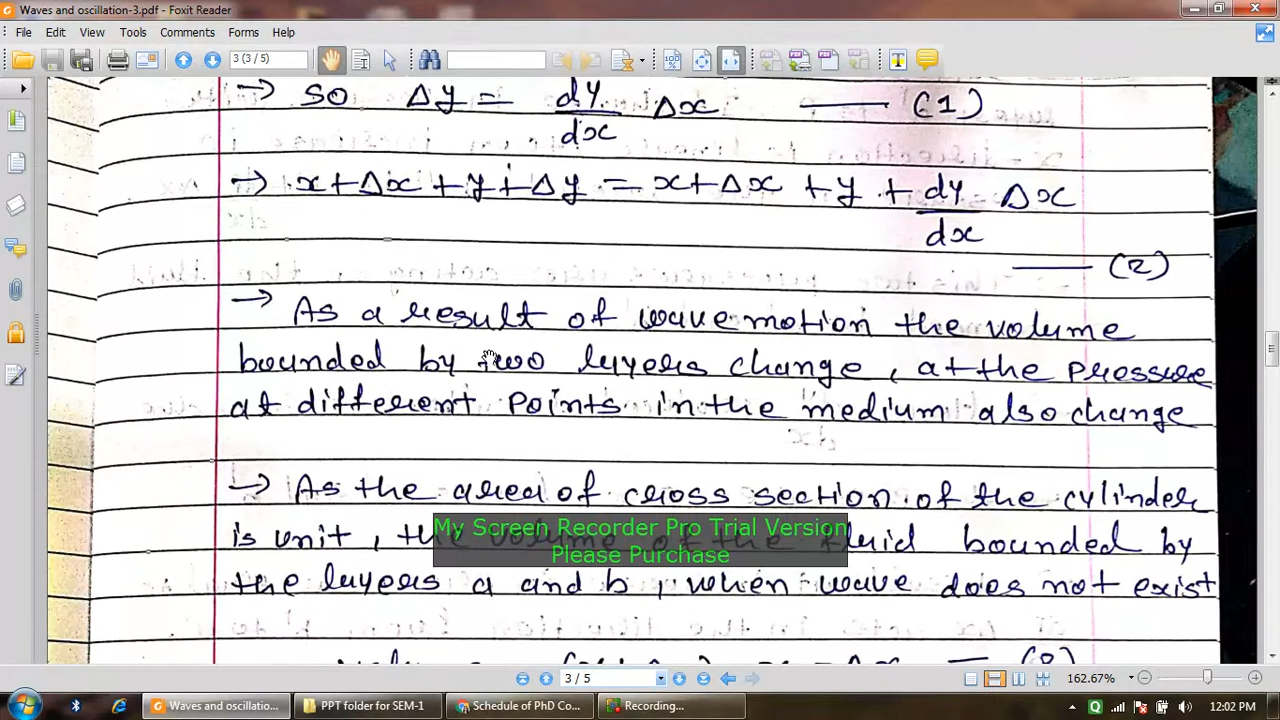 Waves and oscillation-3.pdf - Foxit Reader
File Edit View Tools Comments Forms Help
3 (3 / 5)
→ so Δy = dy/dx Δx —— (1)
→ x+Δx+y+Δy = x+Δx+y+dy/dx Δx
—— (2)
→ As a result of wave motion the volume
bounded by two layers change, at the pressure
at different points in the medium also change
→ As the area of cross section of the cylinder
is unit, the volume of the fluid bounded by
My Screen Recorder Pro Trial Version
Please Purchase
the layers a and b, when wave does not exist
3 / 5
162.67%
Waves and oscillatio...
PPT folder for SEM-1
Schedule of PhD Co...
Recording...
12:02 PM